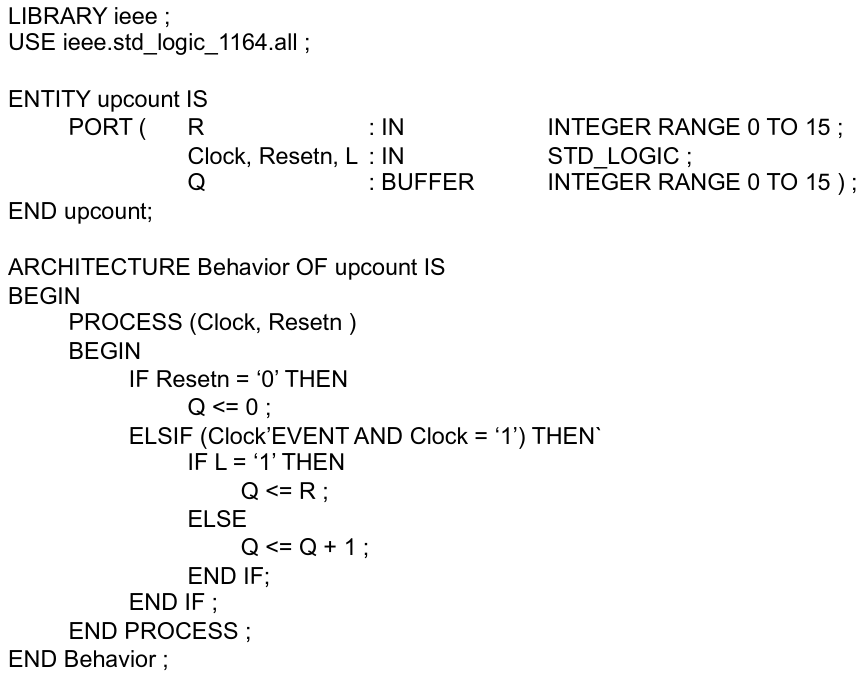 LIBRARY ieee ;
USE ieee.std_logic_1164.all ;
ENTITY upcount IS
PORT ( R : IN INTEGER RANGE 0 TO 15 ;
Clock, Resetn, L : IN STD_LOGIC ;
Q : BUFFER INTEGER RANGE 0 TO 15 ) ;
END upcount;
ARCHITECTURE Behavior OF upcount IS
BEGIN
PROCESS (Clock, Resetn )
BEGIN
IF Resetn = ‘0’ THEN
Q <= 0 ;
ELSIF (Clock’EVENT AND Clock = ‘1’) THEN`
IF L = ‘1’ THEN
Q <= R ;
ELSE
Q <= Q + 1 ;
END IF;
END IF ;
END PROCESS ;
END Behavior ;